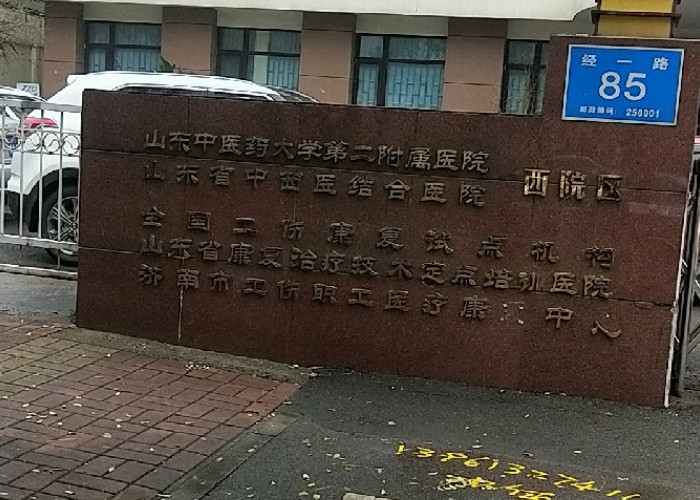 经一路
85
邮政编码: 250001
山东中医药大学第二附属医院
山东省中西医结合医院 西院区
全国工伤康复试点机构
山东省康复治疗技术定点培训医院
济南市工伤职工医疗康 中心